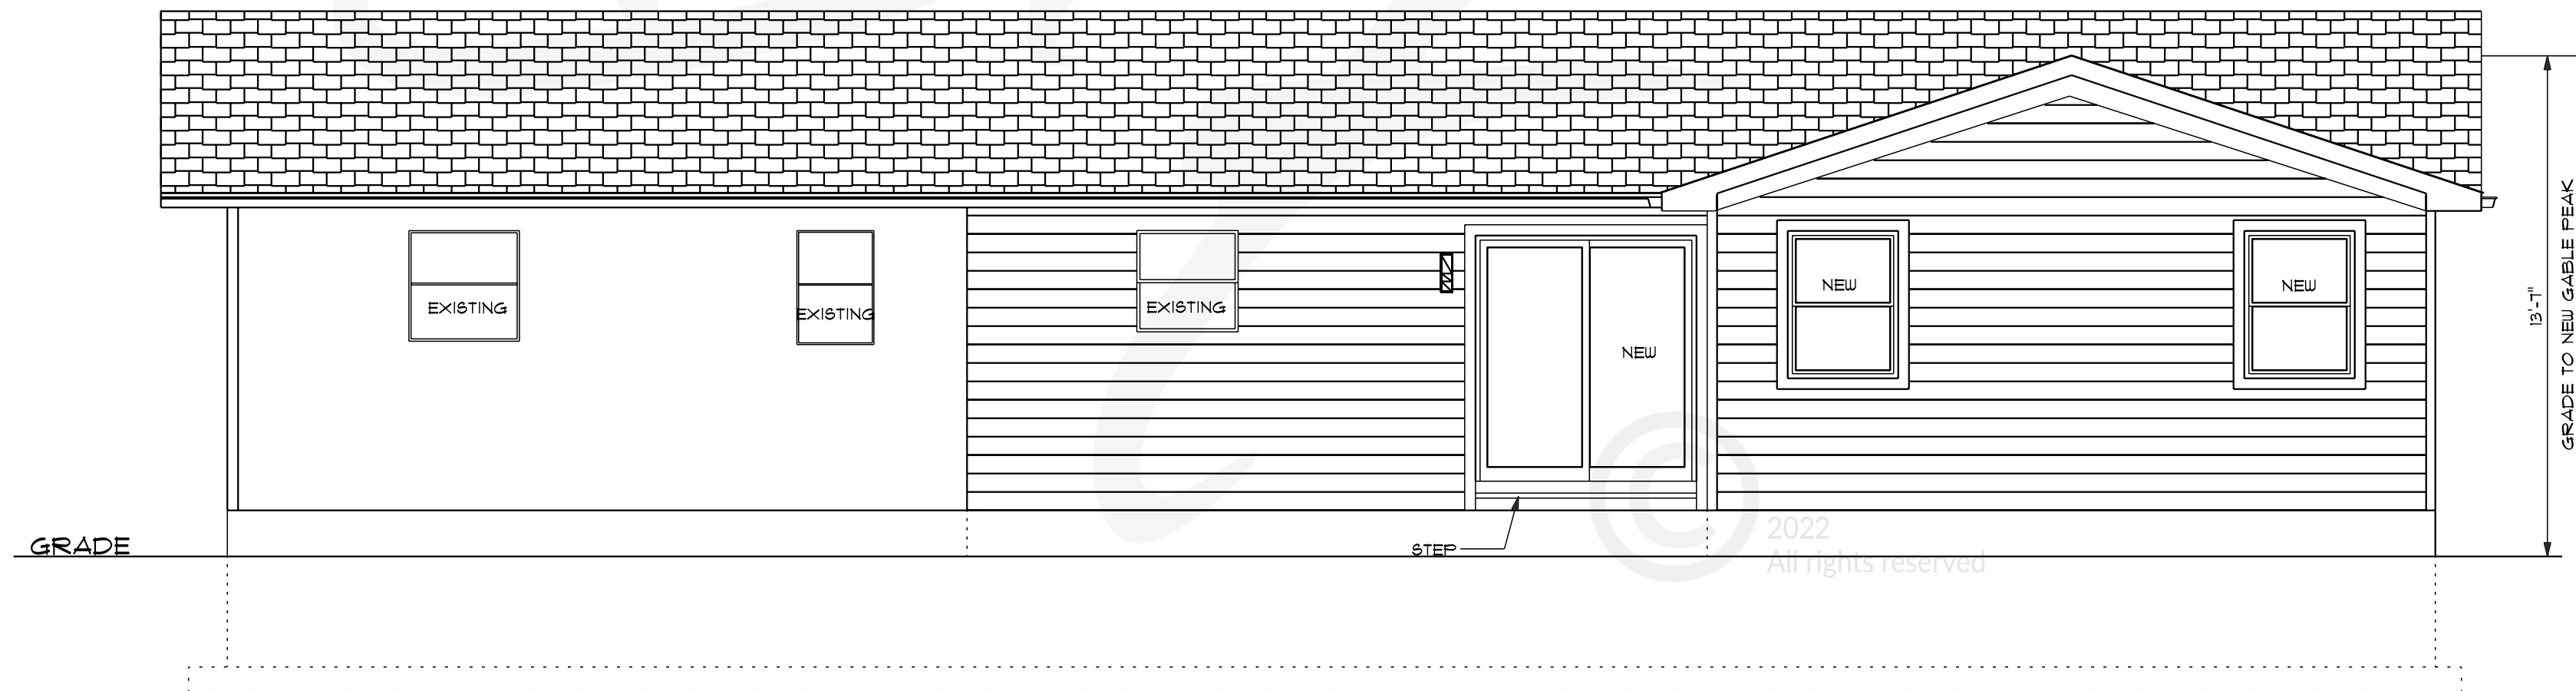 EXISTING
EXISTING
EXISTING
NEW
NEW
NEW
13'-7"
GRADE TO NEW GABLE PEAK
GRADE
STEP
© 2022
All rights reserved